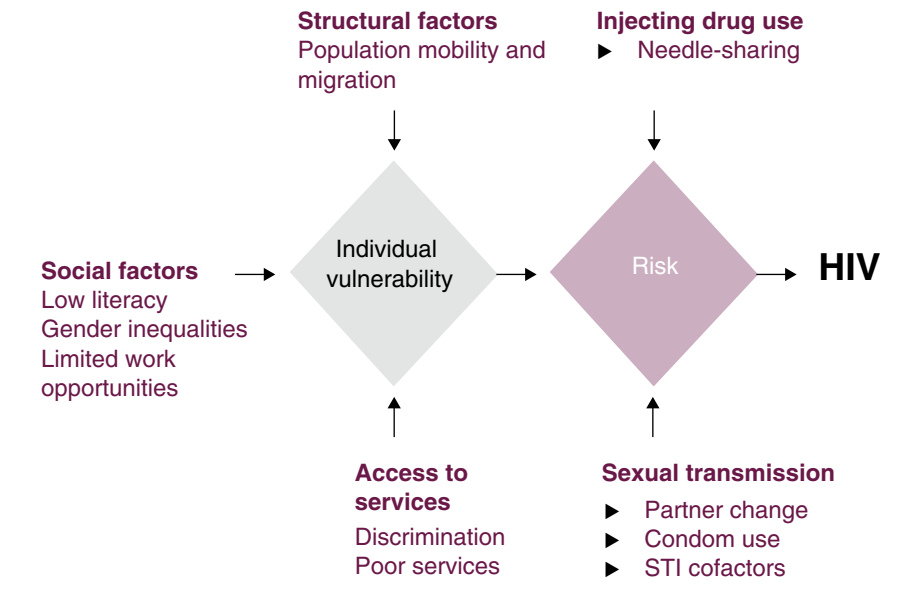 Structural factors
Population mobility and
migration
Injecting drug use
▶ Needle-sharing
Individual
vulnerability
Risk
HIV
Social factors
Low literacy
Gender inequalities
Limited work
opportunities
Access to
services
Discrimination
Poor services
Sexual transmission
▶ Partner change
▶ Condom use
▶ STI cofactors